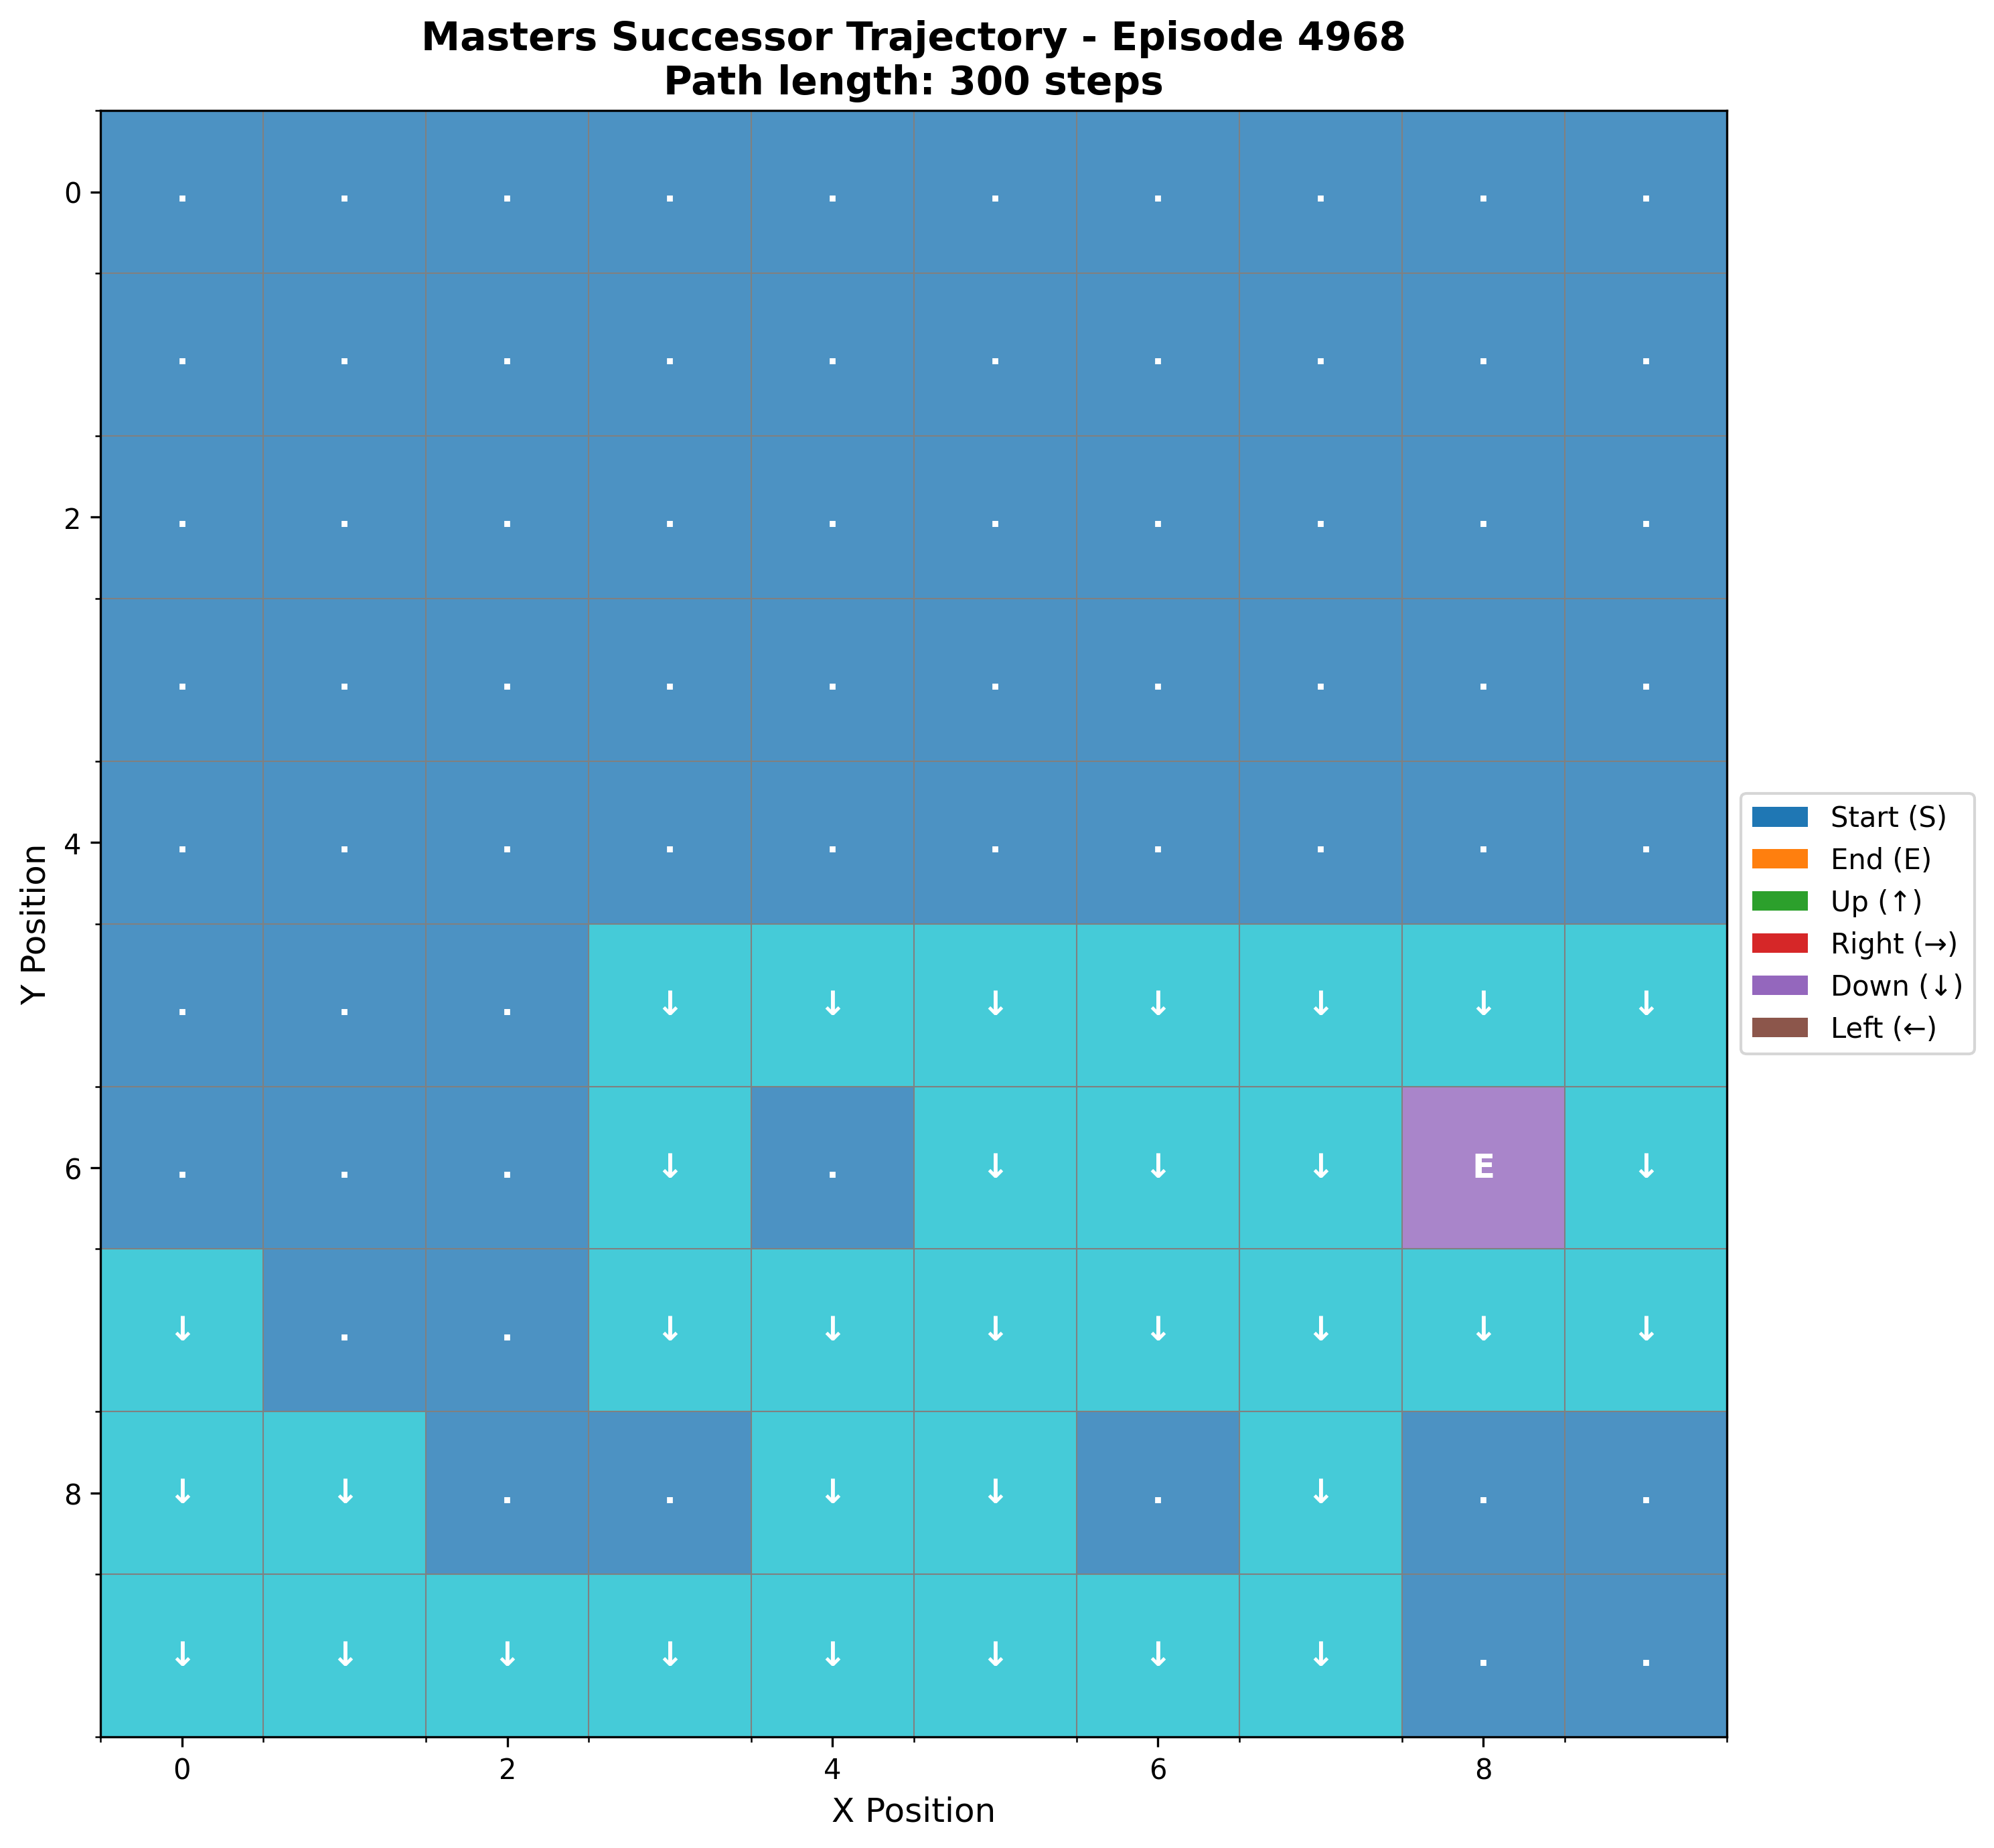 Masters Successor Trajectory - Episode 4968
Path length: 300 steps
0
. . . . . . . . . .
. . . . . . . . . .
2
. . . . . . . . . .
. . . . . . . . . .
4
. . . . . . . . . .
. . . ↓ ↓ ↓ ↓ ↓ ↓ ↓
6
. . . ↓ . ↓ ↓ ↓ E ↓
↓ . . ↓ ↓ ↓ ↓ ↓ ↓ ↓
8
↓ ↓ . . ↓ ↓ . ↓ . .
↓ ↓ ↓ ↓ ↓ ↓ ↓ ↓ . .
0 2 4 6 8
X Position
Y Position
Start (S)
End (E)
Up (↑)
Right (→)
Down (↓)
Left (←)